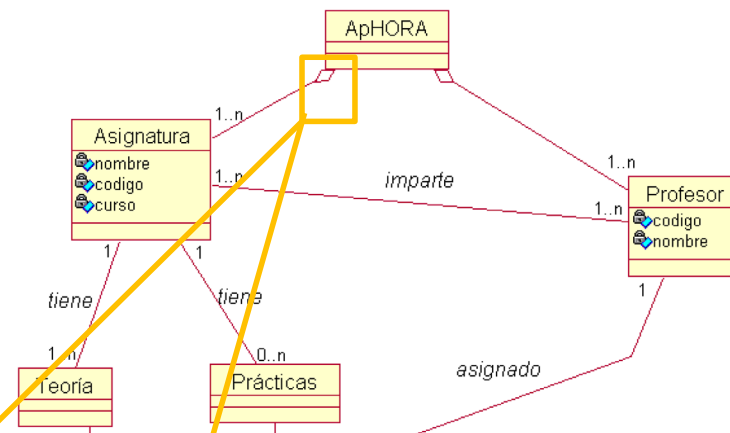 ApHORA
1..n
Asignatura
nombre
codigo
curso
1..n
imparte
1..n
1..n
Profesor
codigo
nombre
1
1
1
tiene
tiene
1..n
0..n
asignado
Teoría
Prácticas